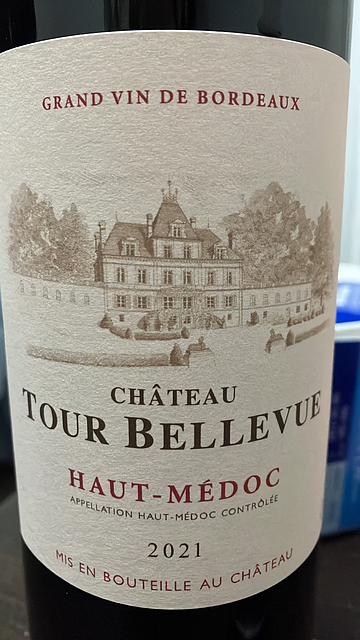 GRAND VIN DE BORDEAUX
CHÂTEAU
TOUR BELLEVUE
HAUT-MÉDOC
APPELLATION HAUT-MÉDOC CONTRÔLÉE
2021
MIS EN BOUTEILLE AU CHÂTEAU